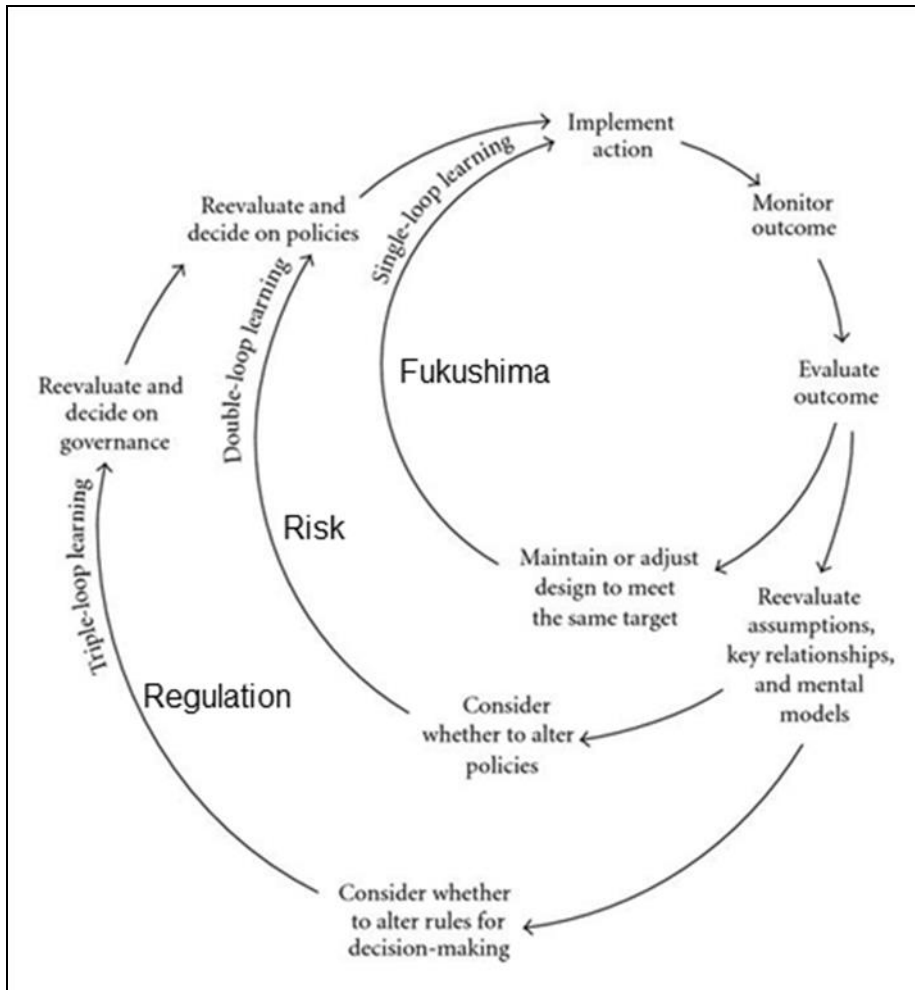 Implement
action
Single-loop learning
Reevaluate and
decide on policies
Monitor
outcome
Double-loop learning
Fukushima
Evaluate
outcome
Reevaluate and
decide on
governance
Triple-loop learning
Risk
Maintain or adjust
design to meet
the same target
Reevaluate
assumptions,
key relationships,
and mental
models
Regulation
Consider
whether to alter
policies
Consider whether
to alter rules for
decision-making